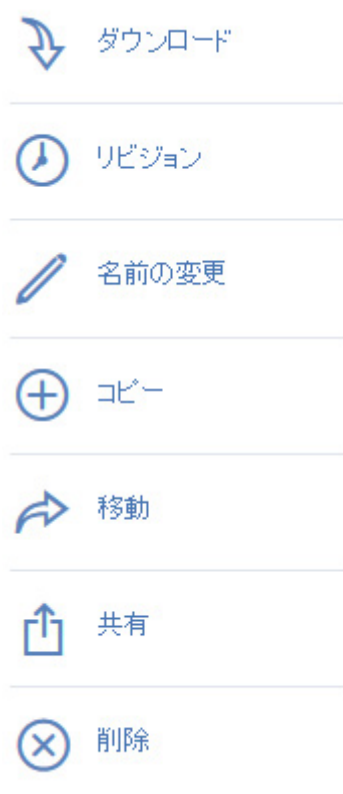 ダウンロード
リビジョン
名前の変更
コピー
移動
共有
削除